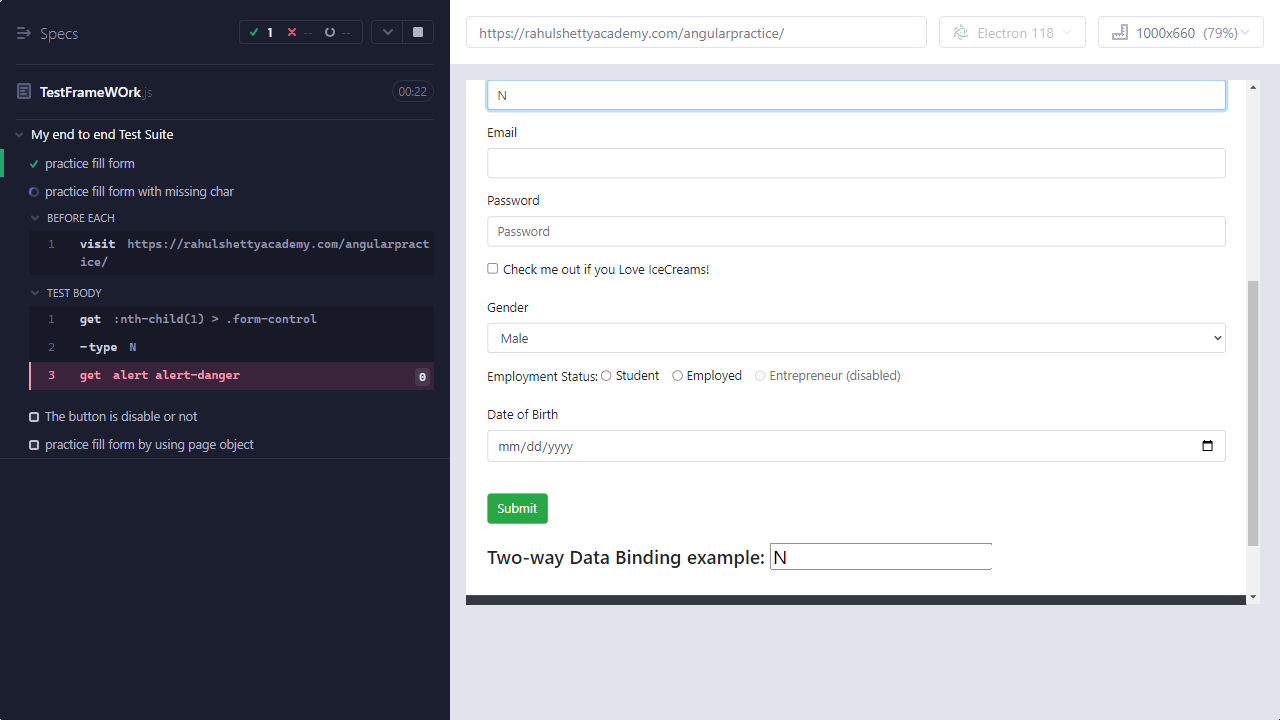 Specs
1 -- --
TestFrameWOrk.js
00:22
My end to end Test Suite
practice fill form
practice fill form with missing char
BEFORE EACH
1 visit https://rahulshettyacademy.com/angularpract
ice/
TEST BODY
1 get :nth-child(1) > .form-control
2 -type N
3 get alert alert-danger 0
The button is disable or not
practice fill form by using page object
https://rahulshettyacademy.com/angularpractice/
Electron 118
1000x660 (79%)
N
Email
Password
Password
Check me out if you Love IceCreams!
Gender
Male
Employment Status: Student Employed Entrepreneur (disabled)
Date of Birth
mm/dd/yyyy
Submit
Two-way Data Binding example: N